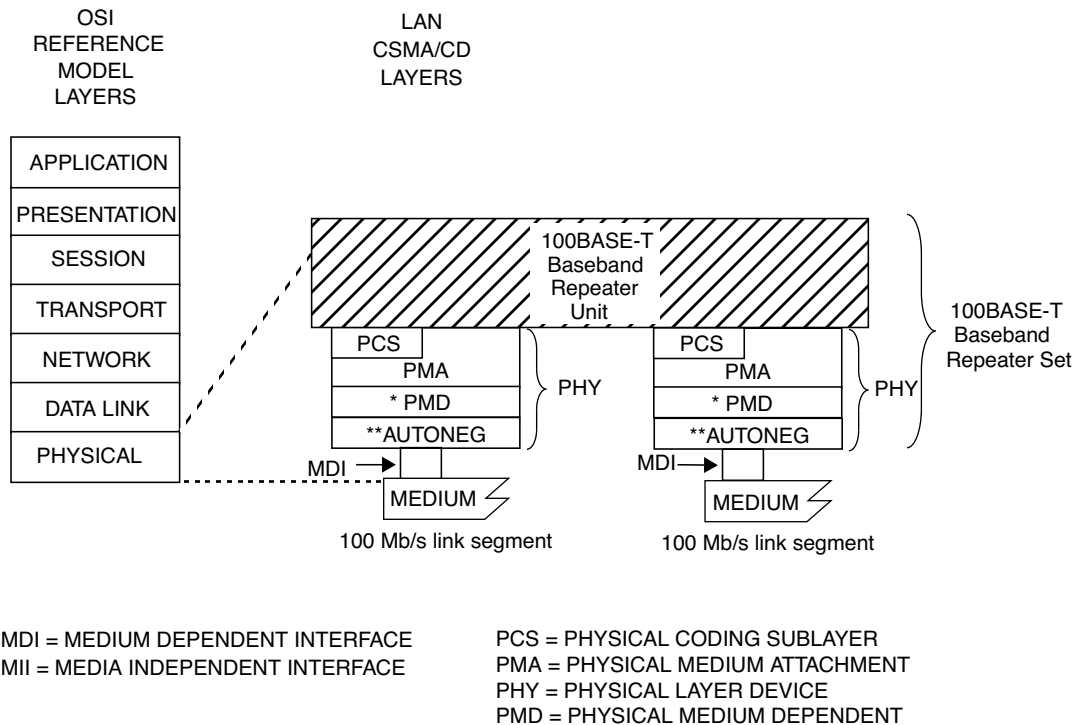 OSI
REFERENCE
MODEL
LAYERS
LAN
CSMA/CD
LAYERS
APPLICATION
PRESENTATION
SESSION
TRANSPORT
NETWORK
DATA LINK
PHYSICAL
100BASE-T
Baseband
Repeater
Unit
PCS
PMA
* PMD
**AUTONEG
PHY
MDI
MEDIUM
100 Mb/s link segment
PCS
PMA
* PMD
**AUTONEG
PHY
MDI
MEDIUM
100 Mb/s link segment
100BASE-T
Baseband
Repeater Set
MDI = MEDIUM DEPENDENT INTERFACE
MII = MEDIA INDEPENDENT INTERFACE
PCS = PHYSICAL CODING SUBLAYER
PMA = PHYSICAL MEDIUM ATTACHMENT
PHY = PHYSICAL LAYER DEVICE
PMD = PHYSICAL MEDIUM DEPENDENT